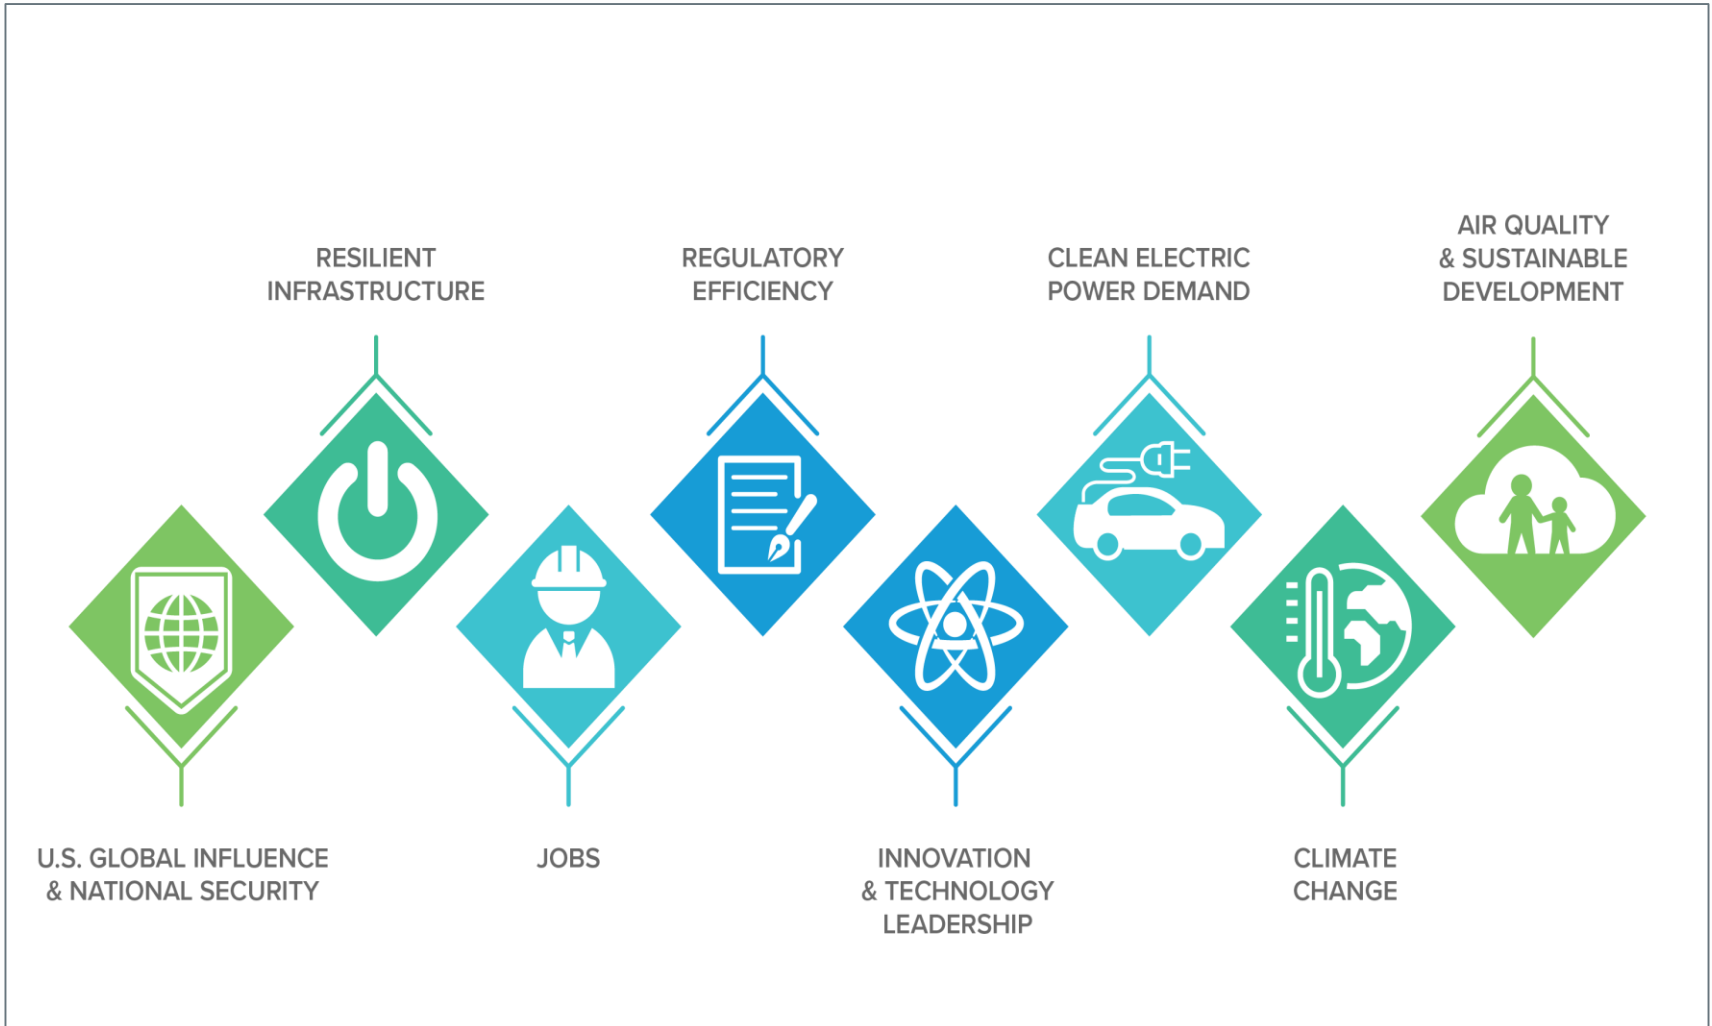 RESILIENT
INFRASTRUCTURE
REGULATORY
EFFICIENCY
CLEAN ELECTRIC
POWER DEMAND
AIR QUALITY
& SUSTAINABLE
DEVELOPMENT
U.S. GLOBAL INFLUENCE
& NATIONAL SECURITY
JOBS
INNOVATION
& TECHNOLOGY
LEADERSHIP
CLIMATE
CHANGE